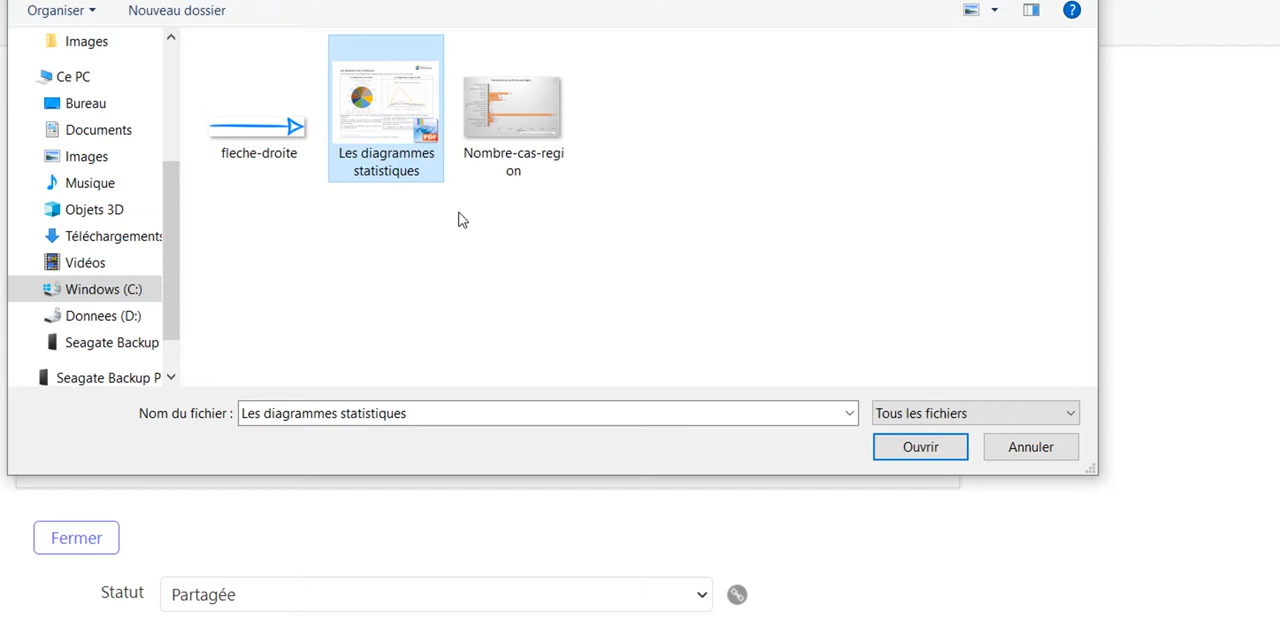 Organiser
Nouveau dossier
Images
Ce PC
Bureau
Documents
Images
Musique
Objets 3D
Téléchargements
Vidéos
Windows (C:)
Donnees (D:)
Seagate Backup
Seagate Backup P
fleche-droite
Les diagrammes
statistiques
PDF
Nombre-cas-regi
on
Nom du fichier :
Les diagrammes statistiques
Tous les fichiers
Ouvrir
Annuler
Fermer
Statut
Partagée